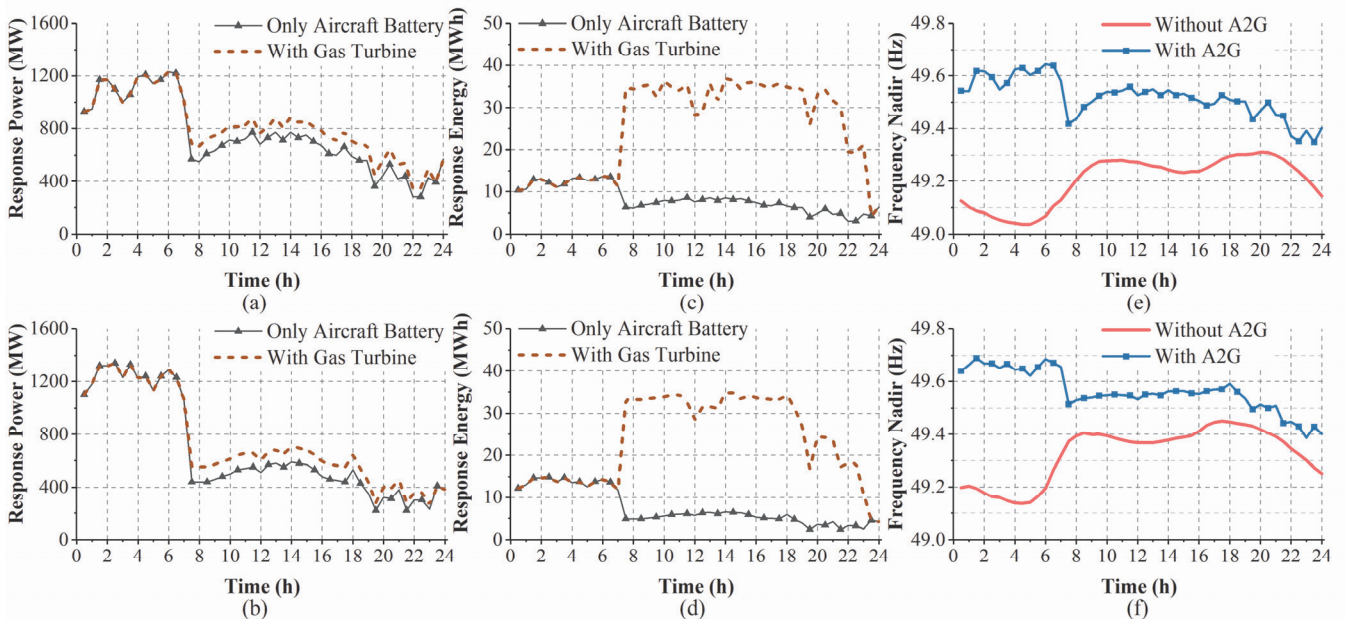 Response Power (MW)
1600
1200
800
400
0
Only Aircraft Battery
With Gas Turbine
0 2 4 6 8 10 12 14 16 18 20 22 24
Time (h)
(a)
Response Energy (MWh)
50
40
30
20
10
0
Only Aircraft Battery
With Gas Turbine
0 2 4 6 8 10 12 14 16 18 20 22 24
Time (h)
(c)
Frequency Nadir (Hz)
49.8
49.6
49.4
49.2
49.0
Without A2G
With A2G
0 2 4 6 8 10 12 14 16 18 20 22 24
Time (h)
(e)
Response Power (MW)
1600
1200
800
400
0
Only Aircraft Battery
With Gas Turbine
0 2 4 6 8 10 12 14 16 18 20 22 24
Time (h)
(b)
Response Energy (MWh)
50
40
30
20
10
0
Only Aircraft Battery
With Gas Turbine
0 2 4 6 8 10 12 14 16 18 20 22 24
Time (h)
(d)
Frequency Nadir (Hz)
49.8
49.6
49.4
49.2
49.0
Without A2G
With A2G
0 2 4 6 8 10 12 14 16 18 20 22 24
Time (h)
(f)